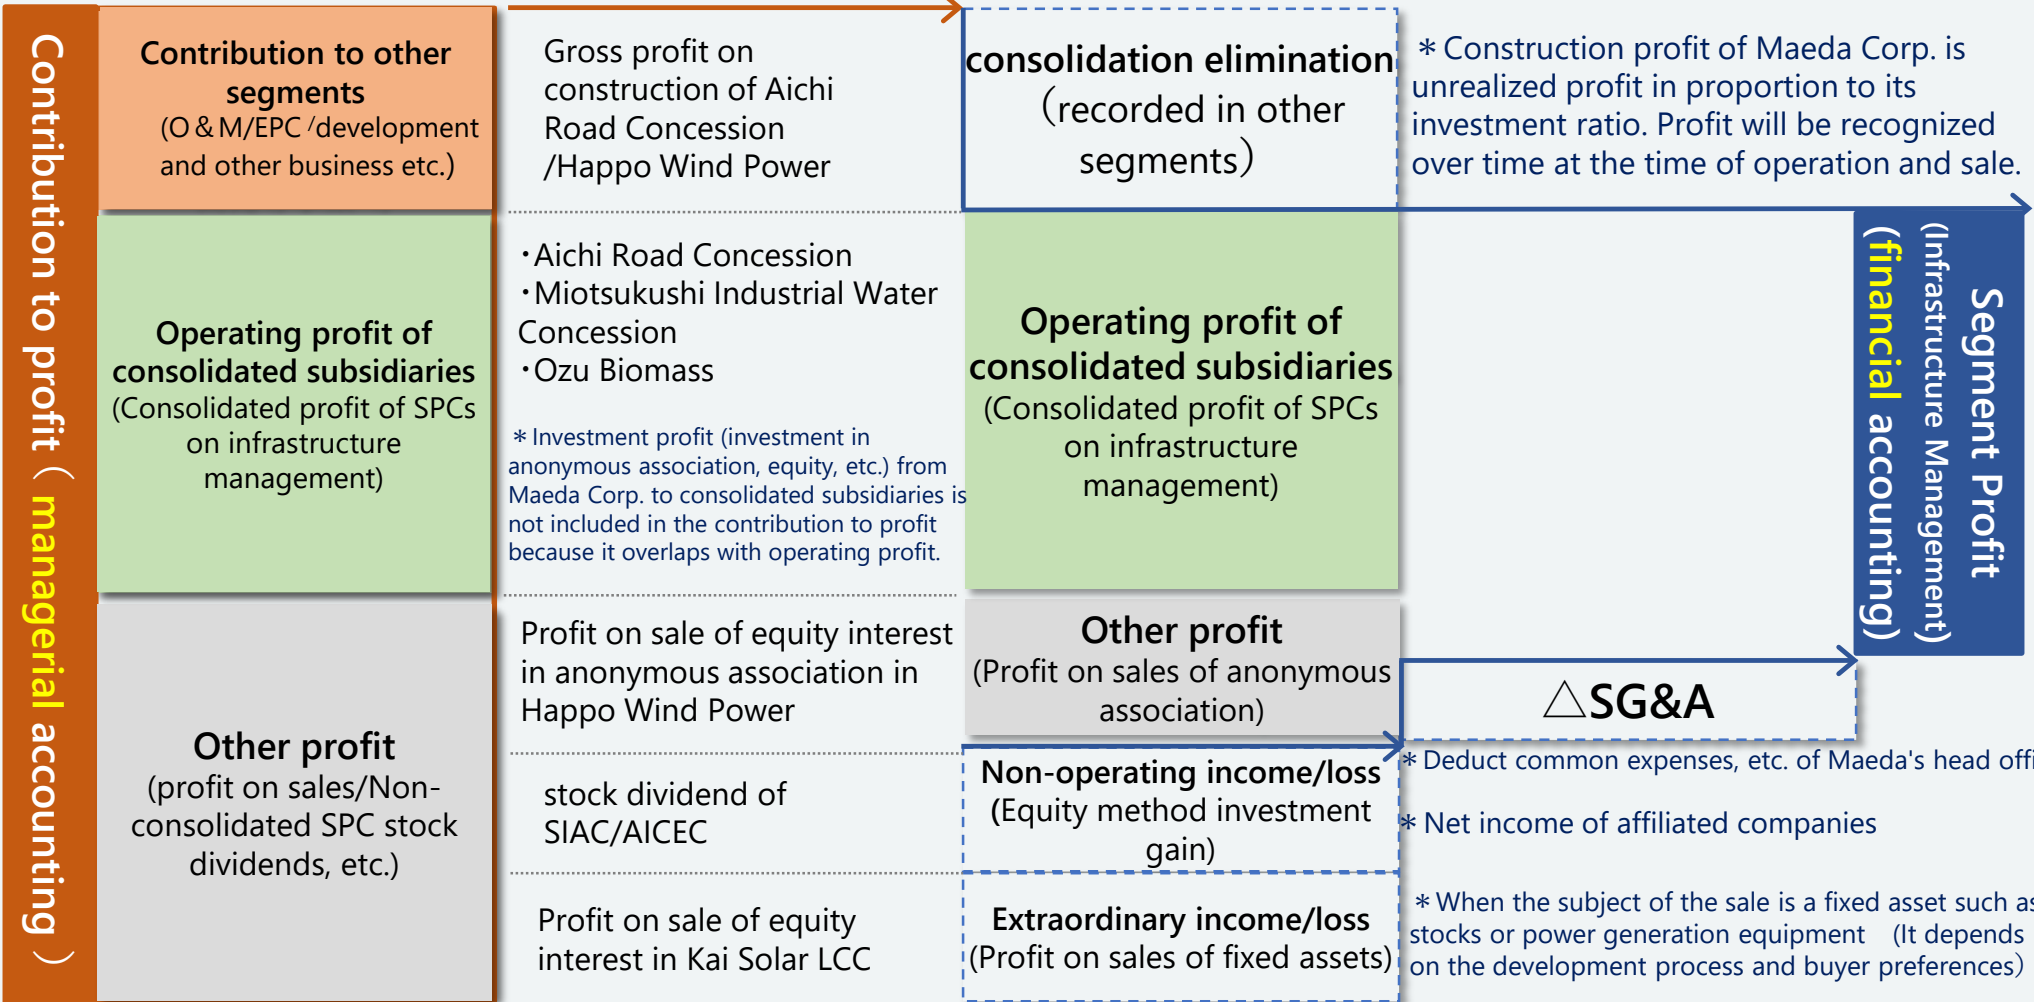 Contribution to profit（managerial accounting）
Contribution to other
segments
(O＆M/EPC /development
and other business etc.)
Gross profit on
construction of Aichi
Road Concession
/Happo Wind Power
consolidation elimination
（recorded in other
segments）
＊Construction profit of Maeda Corp. is
unrealized profit in proportion to its
investment ratio. Profit will be recognized
over time at the time of operation and sale.
Operating profit of
consolidated subsidiaries
(Consolidated profit of SPCs
on infrastructure
management)
・Aichi Road Concession
・Miotsukushi Industrial Water
Concession
・Ozu Biomass
＊Investment profit (investment in
anonymous association, equity, etc.) from
Maeda Corp. to consolidated subsidiaries is
not included in the contribution to profit
because it overlaps with operating profit.
Operating profit of
consolidated subsidiaries
(Consolidated profit of SPCs
on infrastructure
management)
Segment Profit
(Infrastructure Management)
(financial accounting)
Other profit
(profit on sales/Non-
consolidated SPC stock
dividends, etc.)
Profit on sale of equity interest
in anonymous association in
Happo Wind Power
Other profit
(Profit on sales of anonymous
association)
△SG&A
＊Deduct common expenses, etc. of Maeda's head offi
stock dividend of
SIAC/AICEC
Non-operating income/loss
(Equity method investment
gain)
＊Net income of affiliated companies
Profit on sale of equity
interest in Kai Solar LCC
Extraordinary income/loss
(Profit on sales of fixed assets)
＊When the subject of the sale is a fixed asset such as
stocks or power generation equipment　(It depends
on the development process and buyer preferences）